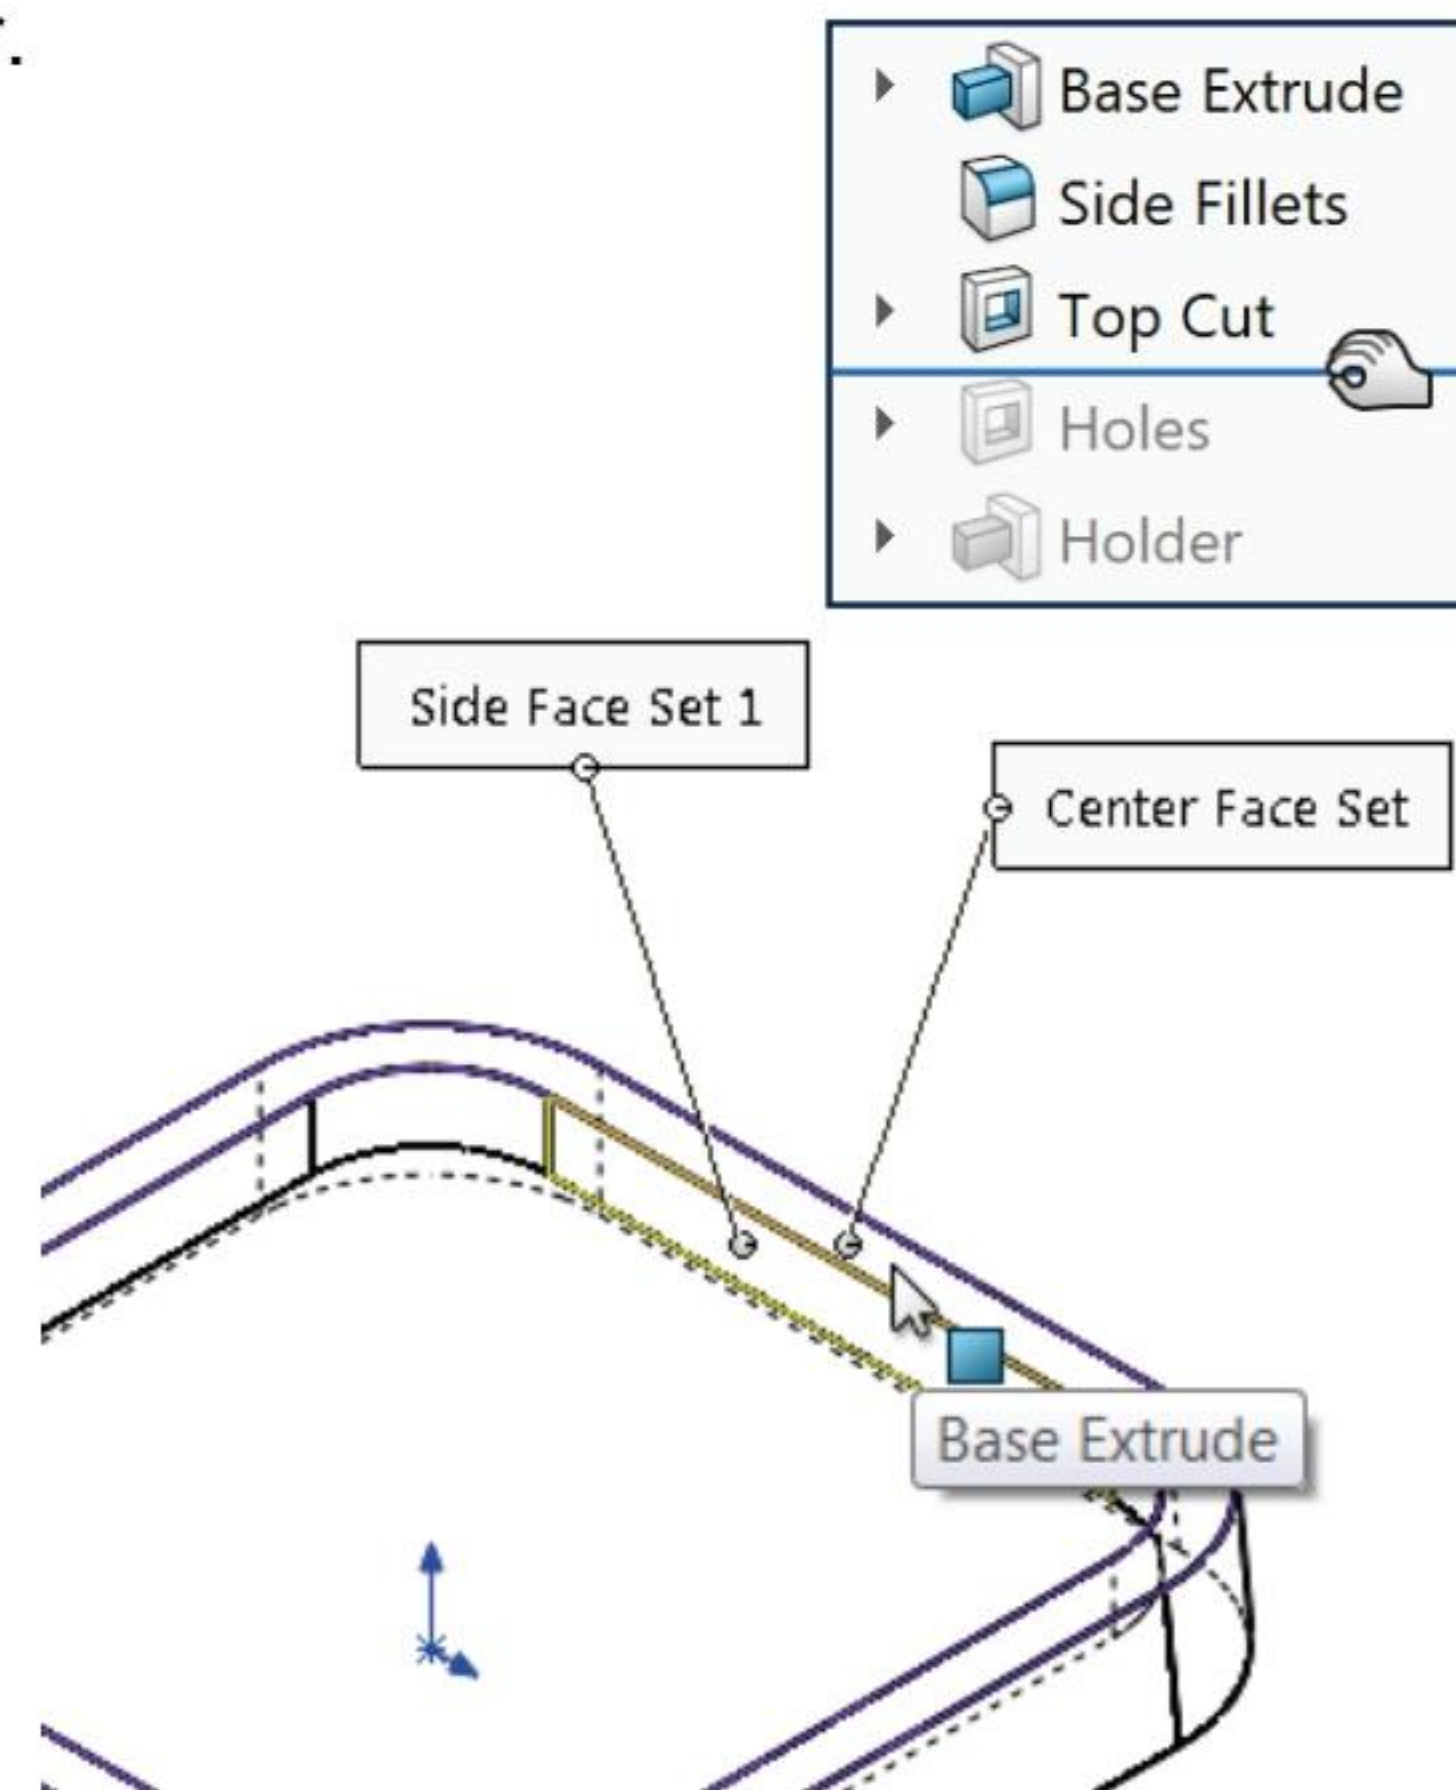 Base Extrude
Side Fillets
Top Cut
Holes
Holder
Side Face Set 1
Center Face Set
Base Extrude